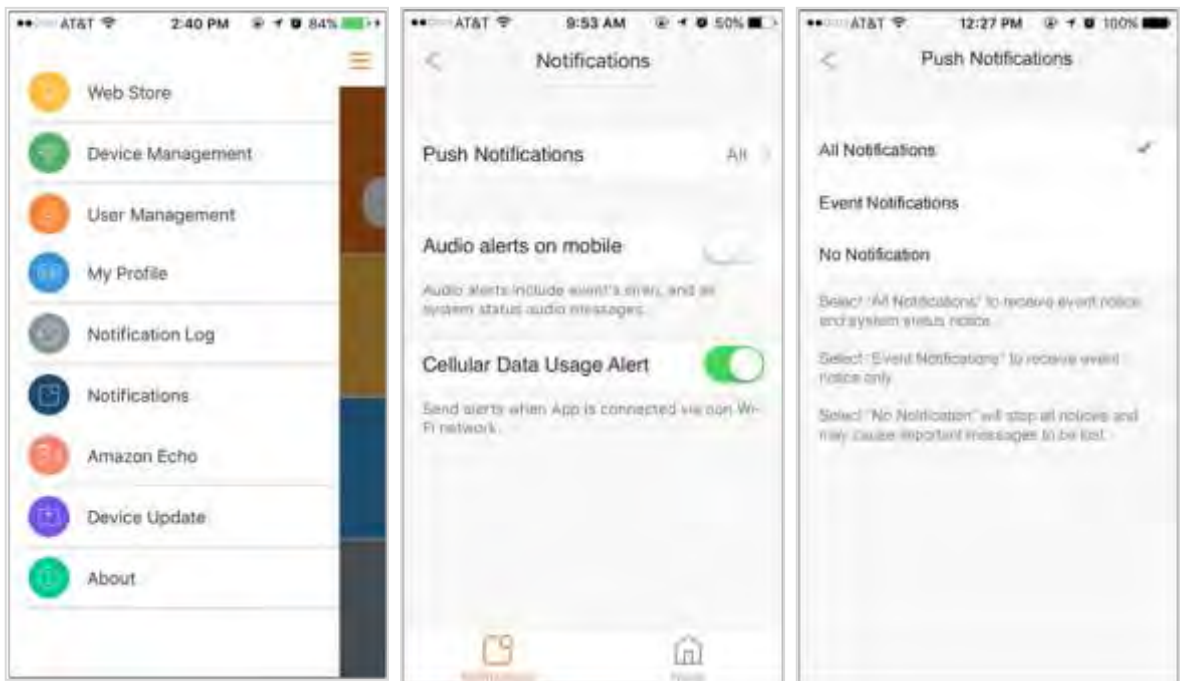 AT&T 2:40 PM 84%
Web Store
Device Management
User Management
My Profile
Notification Log
Notifications
Amazon Echo
Device Update
About
AT&T 9:53 AM 50%
Notifications
Push Notifications All
Audio alerts on mobile
Audio alerts include event's siren, and all
system status audio messages.
Cellular Data Usage Alert
Send alerts when App is connected via non Wi-
Fi network.
Notifications
Home
AT&T 12:27 PM 100%
Push Notifications
All Notifications
Event Notifications
No Notification
Select "All Notifications" to receive event notice
and system status notice.
Select "Event Notifications" to receive event
notice only.
Select "No Notification" will stop all notices and
may cause important messages to be lost.